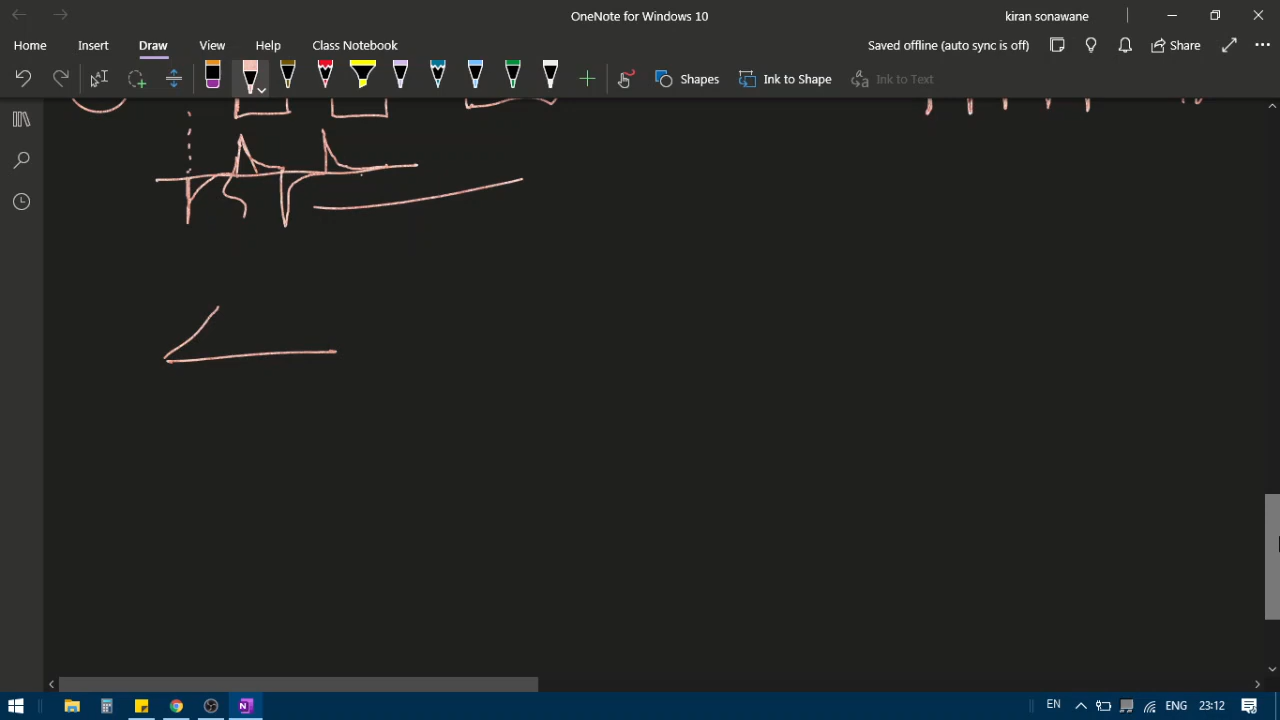 OneNote for Windows 10
kiran sonawane
Home
Insert
Draw
View
Help
Class Notebook
Saved offline (auto sync is off)
Share
Shapes
Ink to Shape
Ink to Text
EN
ENG
23:12